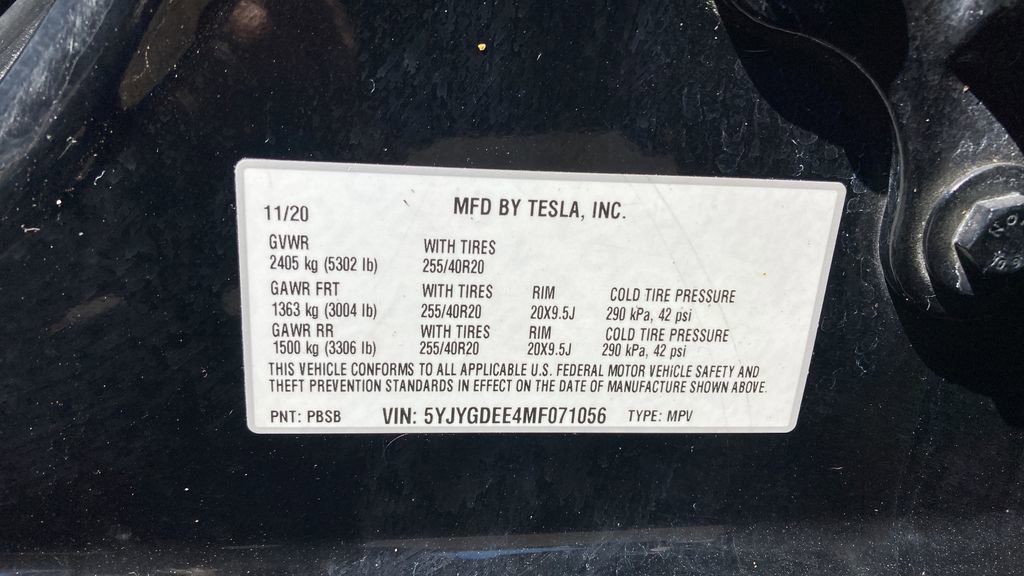 11/20 MFD BY TESLA, INC.
GVWR WITH TIRES
2405 kg (5302 lb) 255/40R20
GAWR FRT WITH TIRES RIM COLD TIRE PRESSURE
1363 kg (3004 lb) 255/40R20 20X9.5J 290 kPa, 42 psi
GAWR RR WITH TIRES RIM COLD TIRE PRESSURE
1500 kg (3306 lb) 255/40R20 20X9.5J 290 kPa, 42 psi
THIS VEHICLE CONFORMS TO ALL APPLICABLE U.S. FEDERAL MOTOR VEHICLE SAFETY AND
THEFT PREVENTION STANDARDS IN EFFECT ON THE DATE OF MANUFACTURE SHOWN ABOVE.
PNT: PBSB VIN: 5YJYGDEE4MF071056 TYPE: MPV